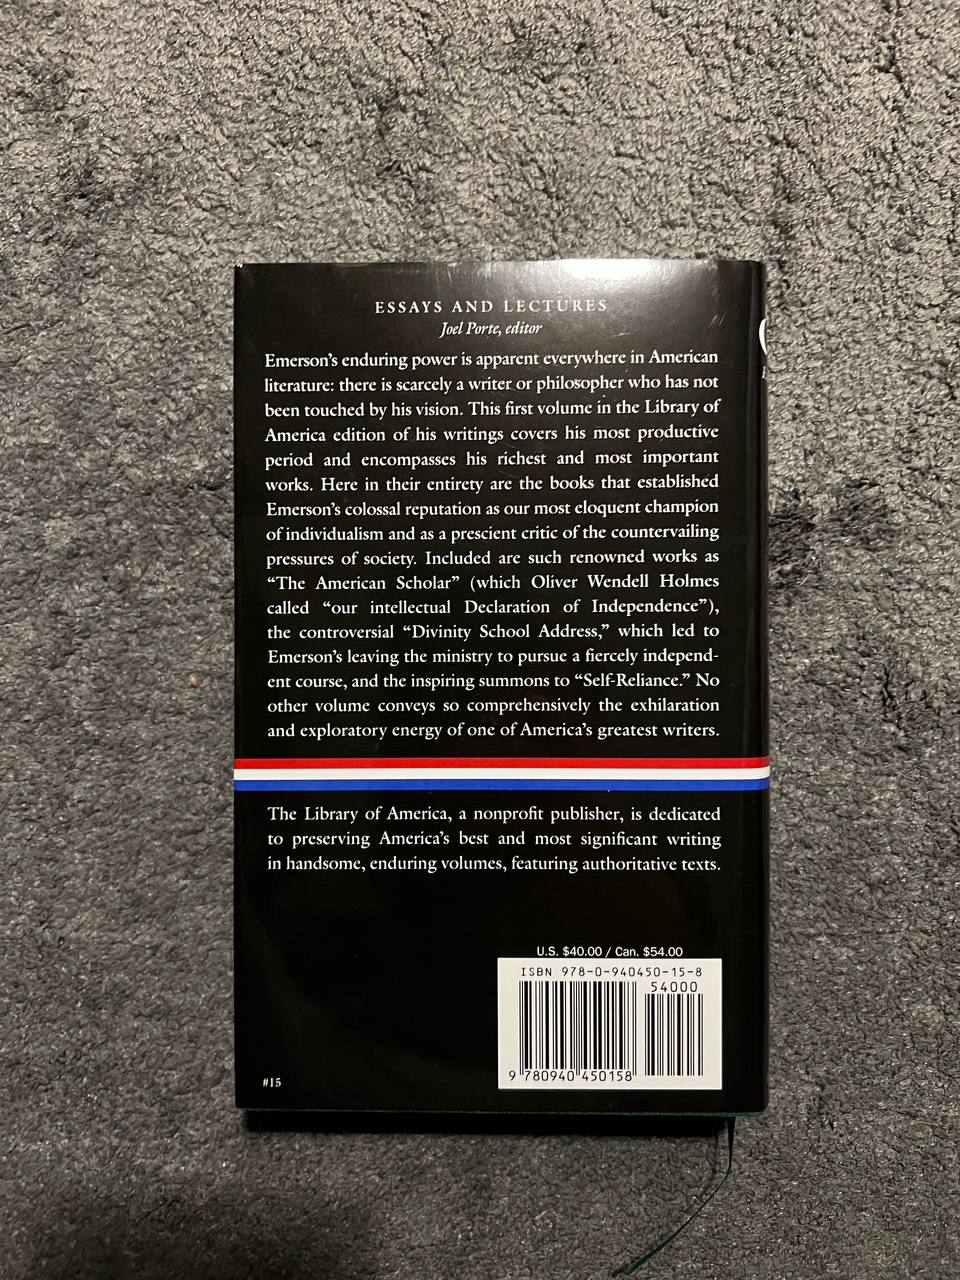 ESSAYS AND LECTURES
Joel Porte, editor
Emerson's enduring power is apparent everywhere in American
literature: there is scarcely a writer or philosopher who has not
been touched by his vision. This first volume in the Library of
America edition of his writings covers his most productive
period and encompasses his richest and most important
works. Here in their entirety are the books that established
Emerson's colossal reputation as our most eloquent champion
of individualism and as a prescient critic of the countervailing
pressures of society. Included are such renowned works as
“The American Scholar” (which Oliver Wendell Holmes
called “our intellectual Declaration of Independence”),
the controversial “Divinity School Address,” which led to
Emerson's leaving the ministry to pursue a fiercely independ-
ent course, and the inspiring summons to “Self-Reliance.” No
other volume conveys so comprehensively the exhilaration
and exploratory energy of one of America's greatest writers.
The Library of America, a nonprofit publisher, is dedicated
to preserving America's best and most significant writing
in handsome, enduring volumes, featuring authoritative texts.
U.S. $40.00 / Can. $54.00
ISBN 978-0-940450-15-8
54000
9 780940 450158
#15